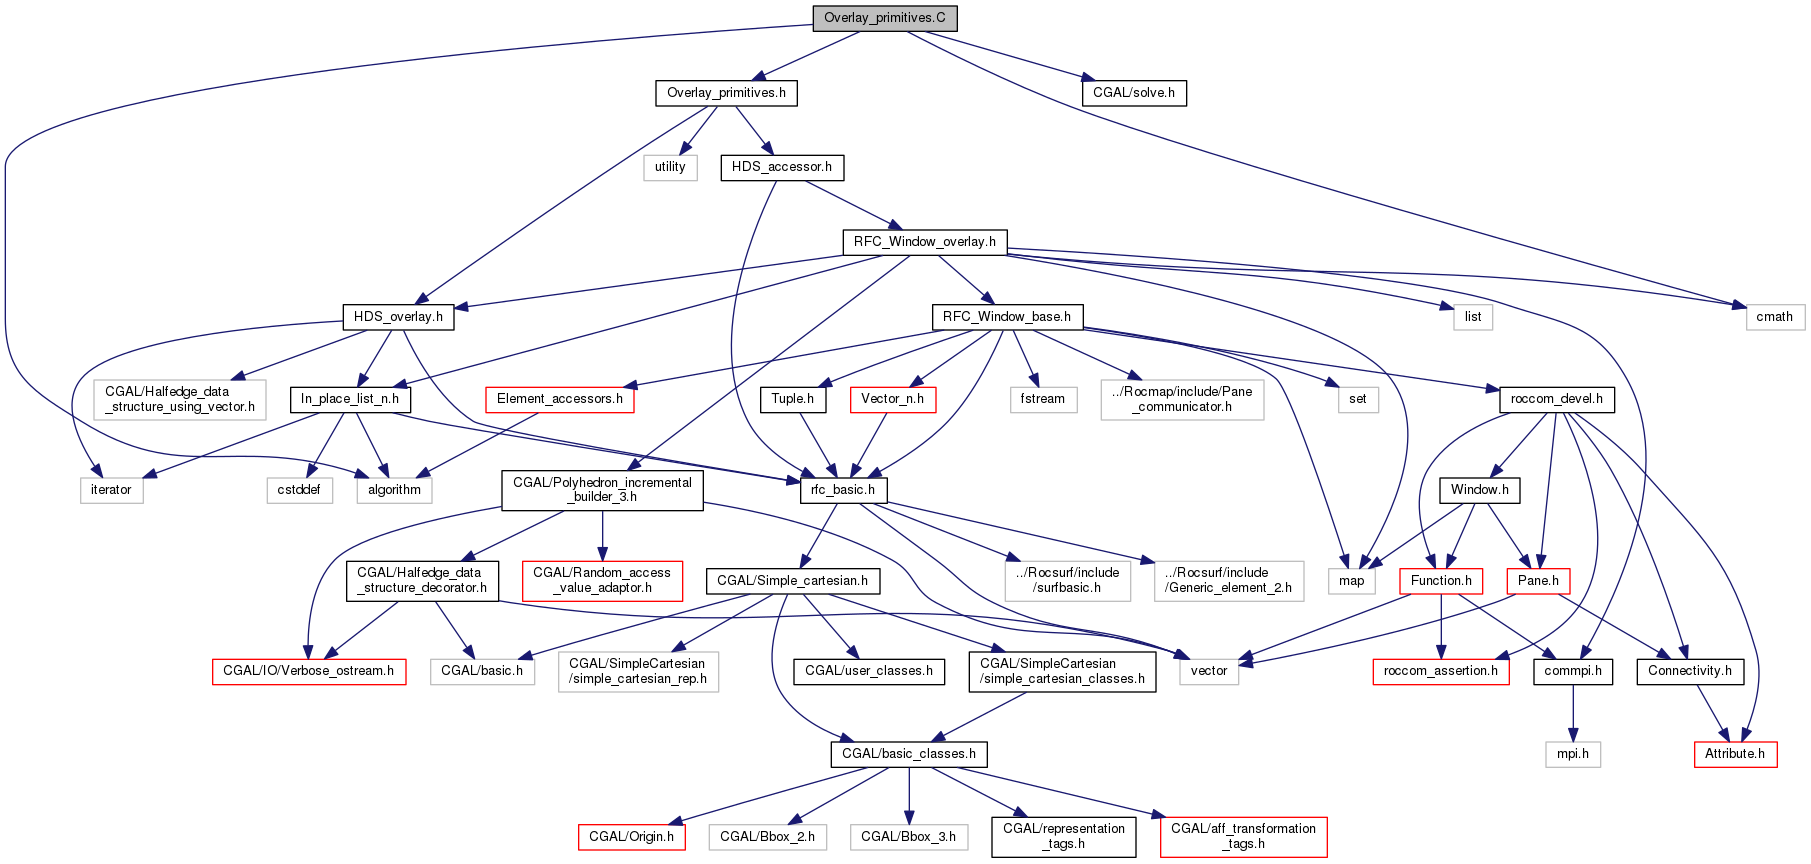 Overlay_primitives.C
Overlay_primitives.h
CGAL/solve.h
utility
HDS_accessor.h
RFC_Window_overlay.h
HDS_overlay.h
RFC_Window_base.h
list
cmath
CGAL/Halfedge_data
_structure_using_vector.h
In_place_list_n.h
Element_accessors.h
Tuple.h
Vector_n.h
fstream
../Rocmap/include/Pane
_communicator.h
set
roccom_devel.h
iterator
cstddef
algorithm
CGAL/Polyhedron_incremental
_builder_3.h
rfc_basic.h
Window.h
CGAL/Halfedge_data
_structure_decorator.h
CGAL/Random_access
_value_adaptor.h
CGAL/Simple_cartesian.h
../Rocsurf/include
/surfbasic.h
../Rocsurf/include
/Generic_element_2.h
map
Function.h
Pane.h
CGAL/IO/Verbose_ostream.h
CGAL/basic.h
CGAL/SimpleCartesian
/simple_cartesian_rep.h
CGAL/user_classes.h
CGAL/SimpleCartesian
/simple_cartesian_classes.h
vector
roccom_assertion.h
commpi.h
Connectivity.h
CGAL/basic_classes.h
mpi.h
Attribute.h
CGAL/Origin.h
CGAL/Bbox_2.h
CGAL/Bbox_3.h
CGAL/representation
_tags.h
CGAL/aff_transformation
_tags.h